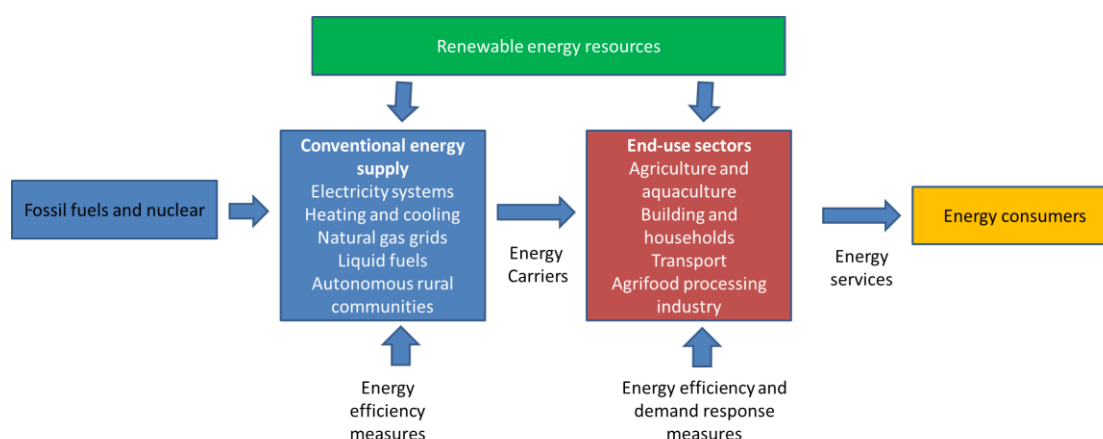 Renewable energy resources
Fossil fuels and nuclear
Conventional energy
supply
Electricity systems
Heating and cooling
Natural gas grids
Liquid fuels
Autonomous rural
communities
Energy
Carriers
End-use sectors
Agriculture and
aquaculture
Building and
households
Transport
Agrifood processing
industry
Energy
services
Energy consumers
Energy
efficiency
measures
Energy efficiency and
demand response
measures